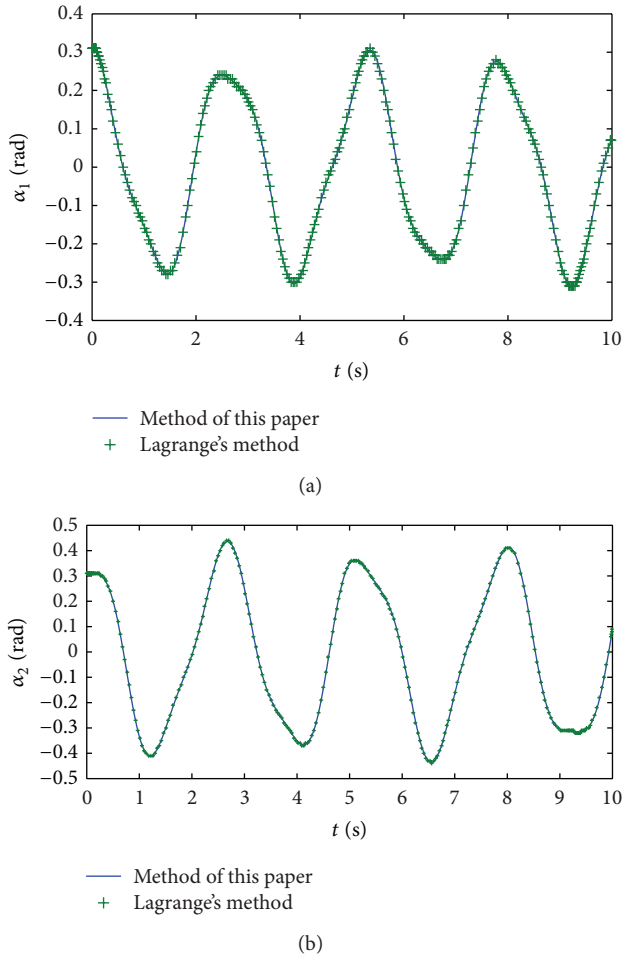 0.4
0.3
0.2
0.1
0
−0.1
−0.2
−0.3
0.4
α1 (rad)
0 2 4 6 8 10
t (s)
Method of this paper
Lagrange's method
(a)
0.5
0.4
0.3
0.2
0.1
0
−0.1
−0.2
−0.3
−0.4
−0.5
α2 (rad)
0 1 2 3 4 5 6 7 8 9 10
t (s)
Method of this paper
Lagrange's method
(b)